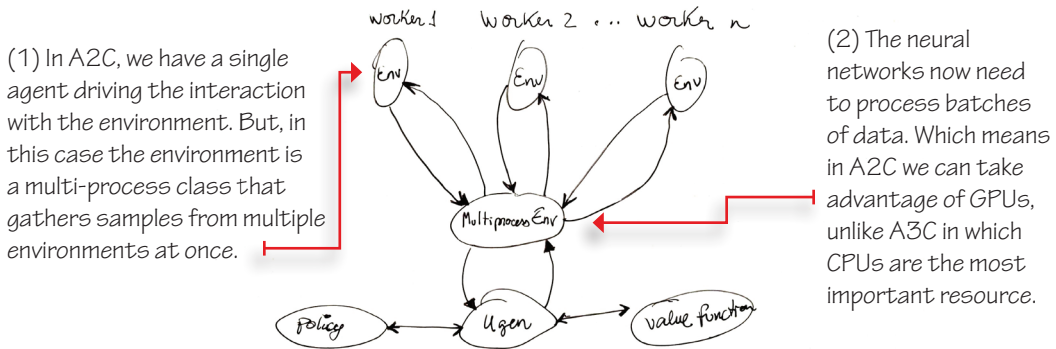 worker 1 worker 2 ... worker n
(1) In A2C, we have a single
agent driving the interaction
with the environment. But, in
this case the environment is
a multi-process class that
gathers samples from multiple
environments at once.
Env
Env
Env
(2) The neural
networks now need
to process batches
of data. Which means
in A2C we can take
advantage of GPUs,
unlike A3C in which
CPUs are the most
important resource.
Multiprocess Env
Policy
Agen
value function